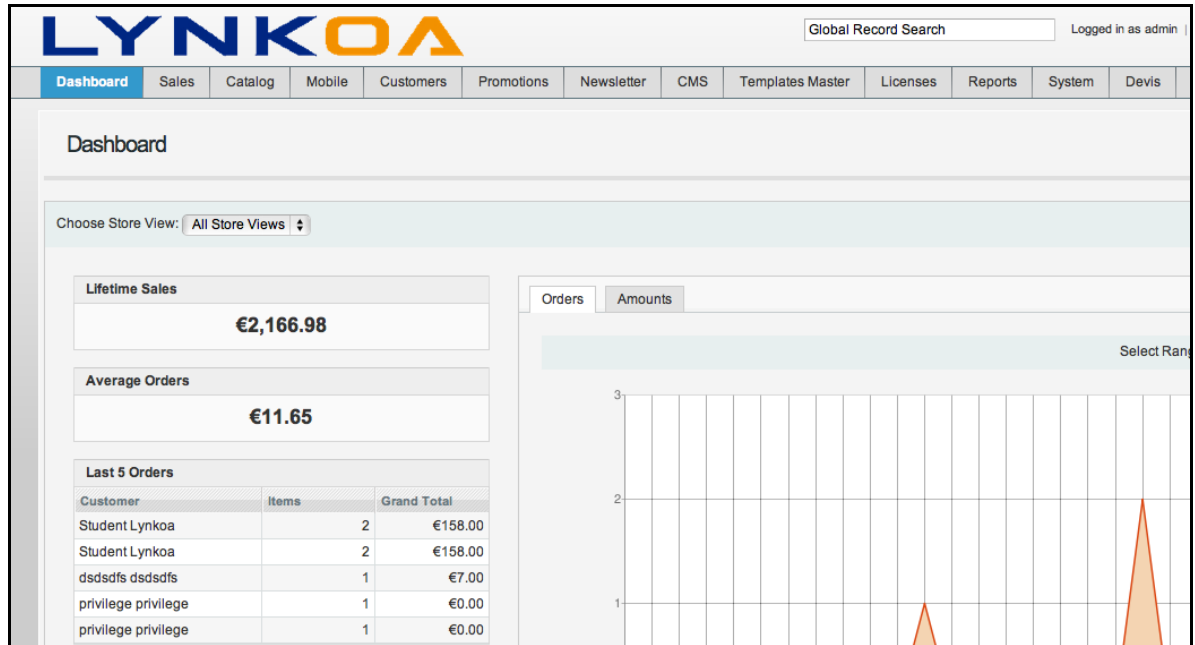 LYNKOA
Global Record Search
Logged in as admin |
Dashboard Sales Catalog Mobile Customers Promotions Newsletter CMS Templates Master Licenses Reports System Devis
Dashboard
Choose Store View: All Store Views
Lifetime Sales
€2,166.98
Average Orders
€11.65
Last 5 Orders
Customer Items Grand Total
Student Lynkoa 2 €158.00
Student Lynkoa 2 €158.00
dsdsdfs dsdsdfs 1 €7.00
privilege privilege 1 €0.00
privilege privilege 1 €0.00
Orders Amounts
Select
3
2
1